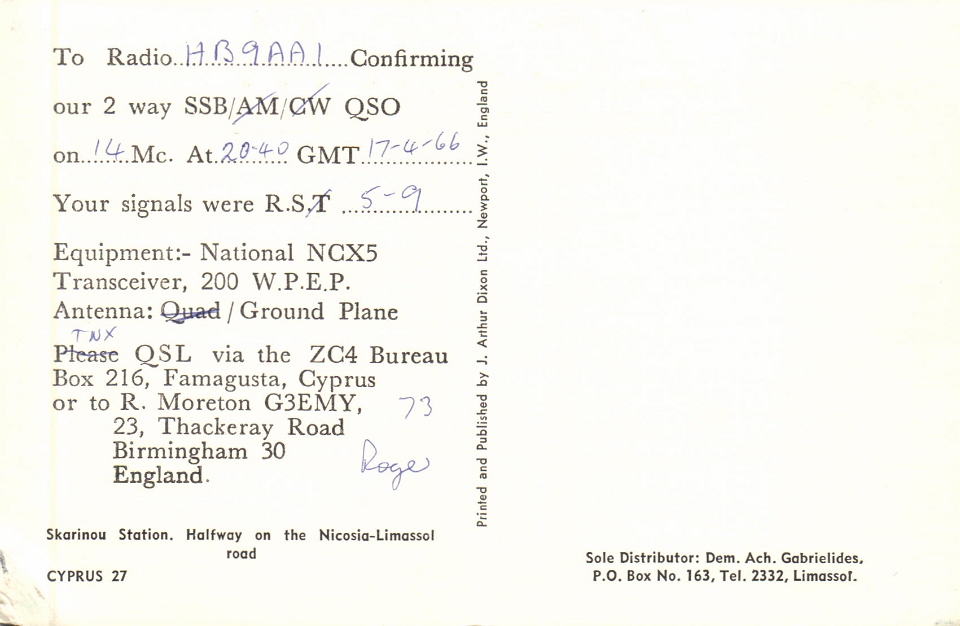 To Radio..HB9AA1....Confirming
our 2 way SSB/AM/CW QSO
on...14.Mc. At.20-40 GMT 17-4-66
Your signals were R.S.T ....5-9....
Equipment:- National NCX5
Transceiver, 200 W.P.E.P.
Antenna: Quad / Ground Plane
TNX
Please QSL via the ZC4 Bureau
Box 216, Famagusta, Cyprus
or to R. Moreton G3EMY,
73
23, Thackeray Road
Birmingham 30
Roger
England.
Skarinou Station. Halfway on the Nicosia-Limassol
road
CYPRUS 27
Printed and Published by J. Arthur Dixon Ltd., Newport, I.W., England
Sole Distributor: Dem. Ach. Gabrielides,
P.O. Box No. 163, Tel. 2332, Limassol.